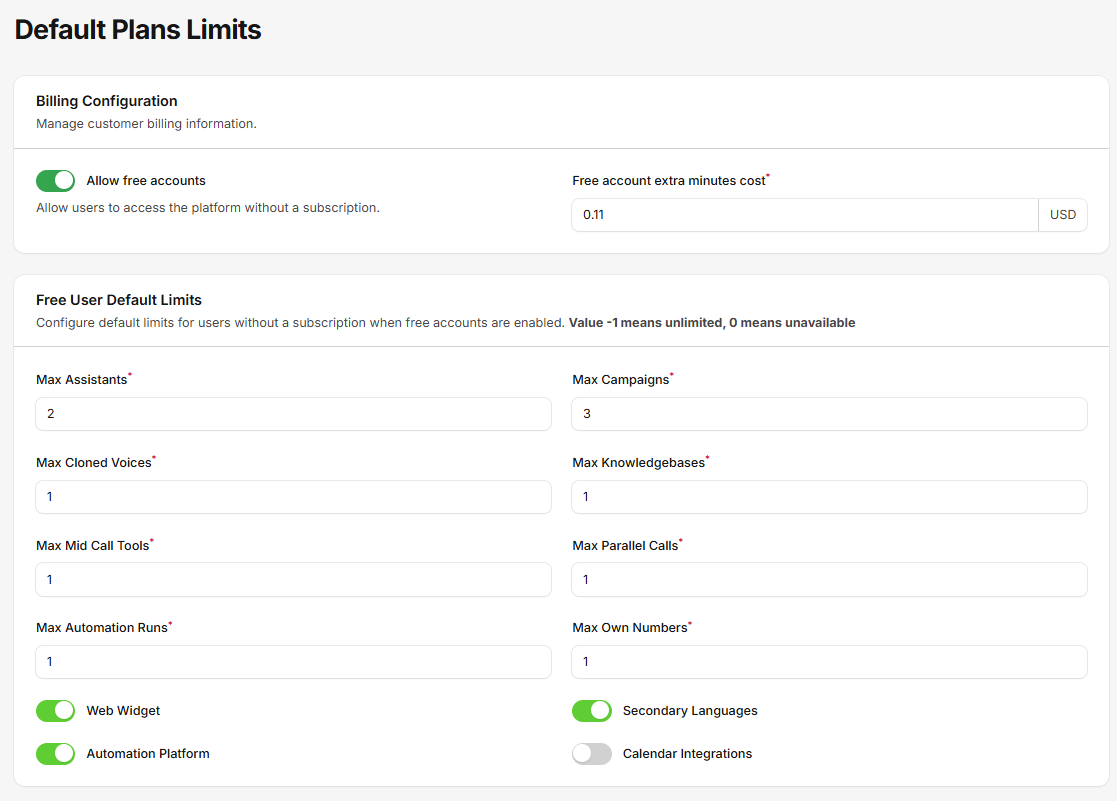 Default Plans Limits
Billing Configuration
Manage customer billing information.
Allow free accounts
Allow users to access the platform without a subscription.
Free account extra minutes cost*
0.11
USD
Free User Default Limits
Configure default limits for users without a subscription when free accounts are enabled. Value -1 means unlimited, 0 means unavailable
Max Assistants*
2
Max Campaigns*
3
Max Cloned Voices*
1
Max Knowledgebases*
1
Max Mid Call Tools*
1
Max Parallel Calls*
1
Max Automation Runs*
1
Max Own Numbers*
1
Web Widget
Secondary Languages
Automation Platform
Calendar Integrations